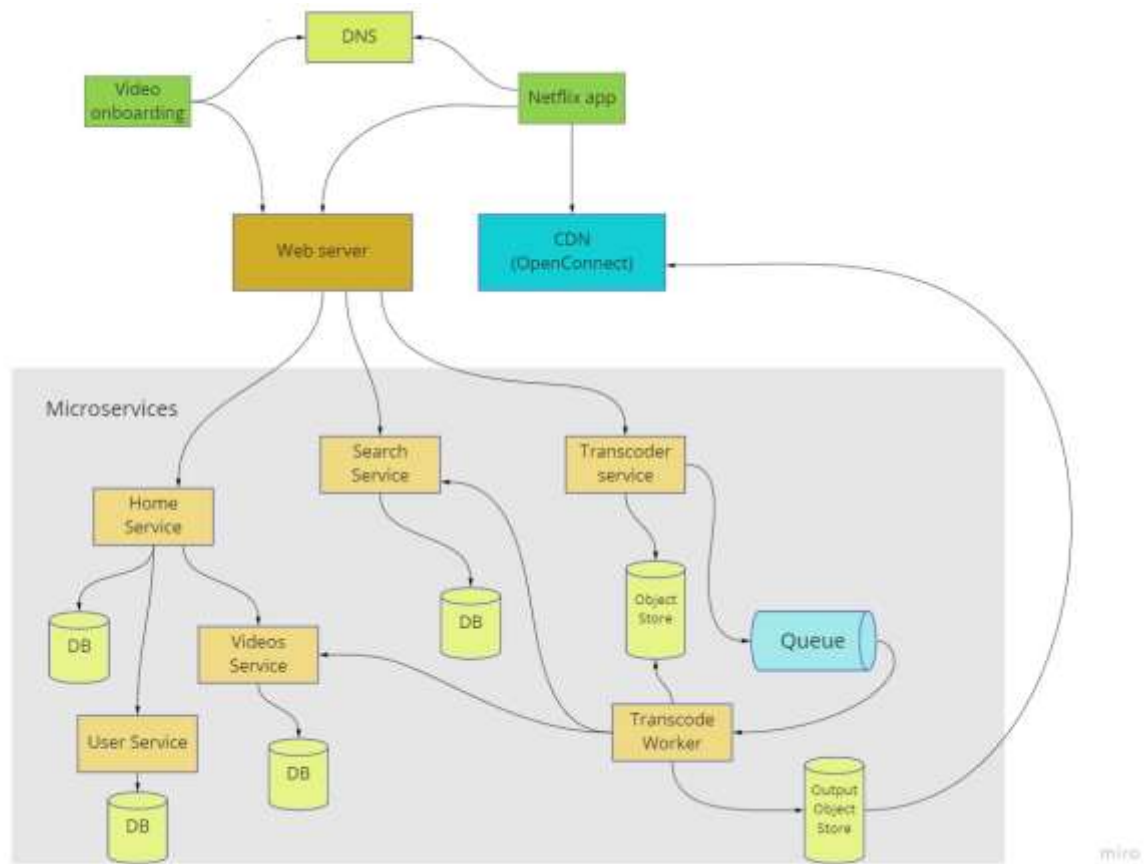 DNS
Video
onboarding
Netflix app
Web server
CDN
(OpenConnect)
Microservices
Search
Service
Transcoder
service
Home
Service
DB
Videos
Service
DB
Object
Store
Queue
User Service
DB
DB
Transcode
Worker
Output
Object
Store
miro